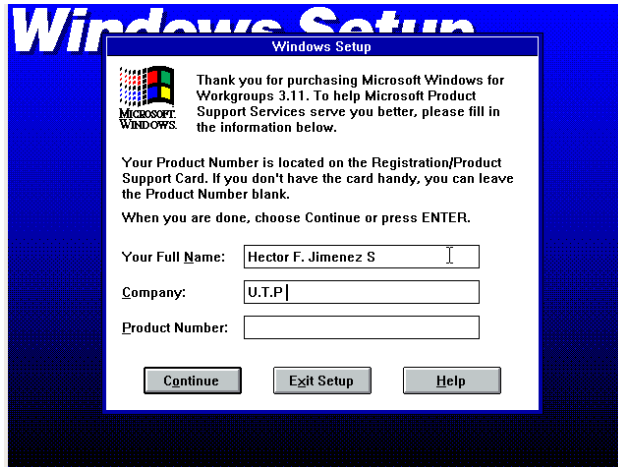 Windows Setup
Windows Setup
MICROSOFT.
WINDOWS.
Thank you for purchasing Microsoft Windows for
Workgroups 3.11. To help Microsoft Product
Support Services serve you better, please fill in
the information below.
Your Product Number is located on the Registration/Product
Support Card. If you don't have the card handy, you can leave
the Product Number blank.
When you are done, choose Continue or press ENTER.
Your Full Name: Hector F. Jimenez S
Company: U.T.P
Product Number:
Continue Exit Setup Help